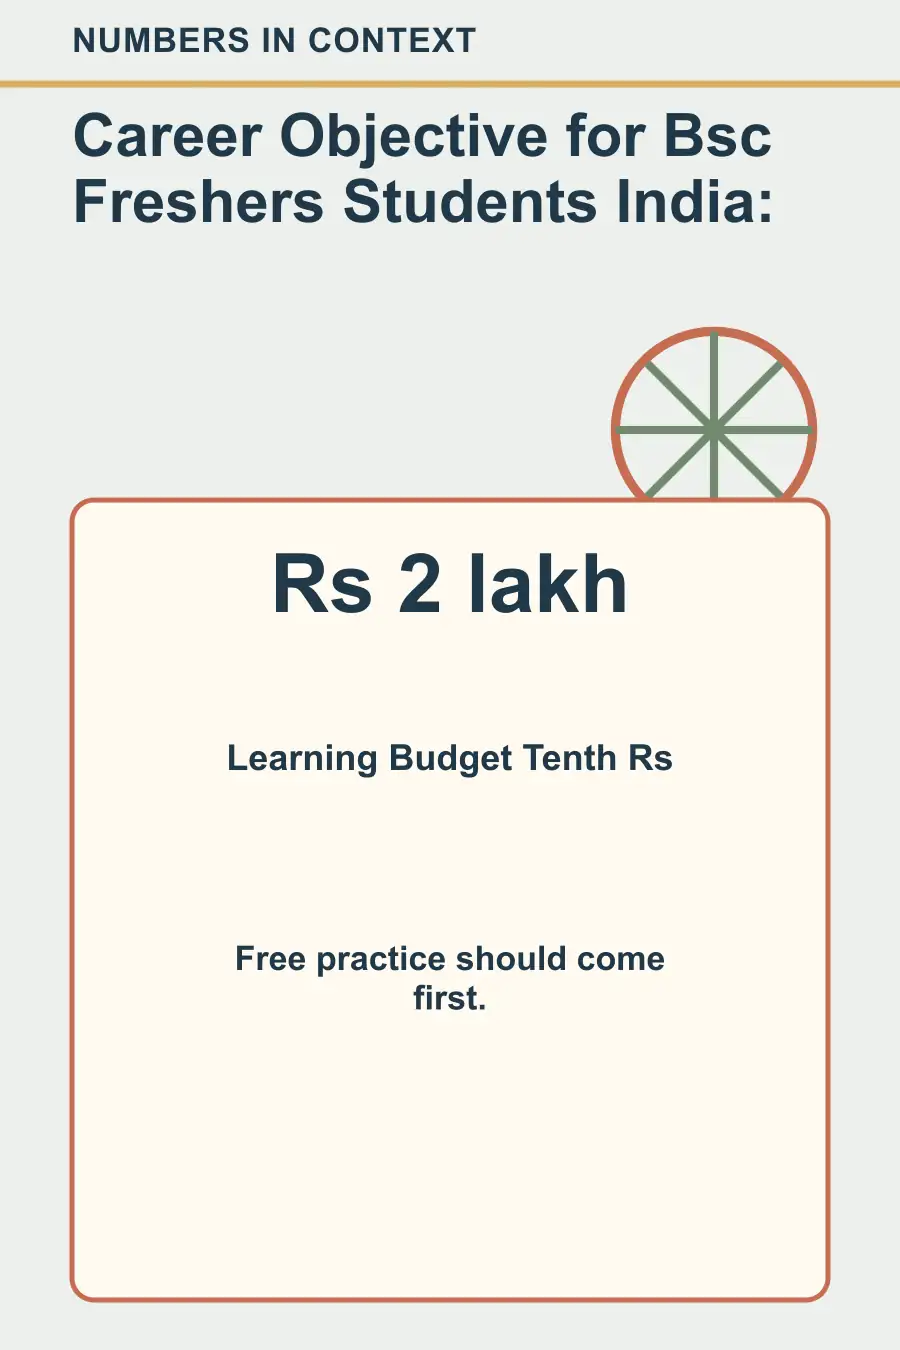 NUMBERS IN CONTEXT
Career Objective for Bsc
Freshers Students India:
Rs 2 lakh
Learning Budget Tenth Rs
Free practice should come
first.